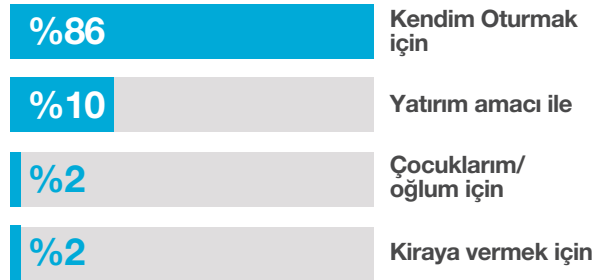 %86
Kendim Oturmak
için
%10
Yatırım amacı ile
%2
Çocuklarım/
oğlum için
%2
Kiraya vermek için